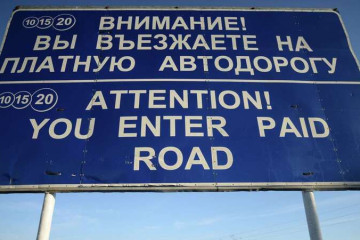 10 15 20 ВНИМАНИЕ!
ВЫ ВЪЕЗЖАЕТЕ НА
ПЛАТНУЮ АВТОДОРОГУ
10 15 20 ATTENTION!
YOU ENTER PAID
ROAD